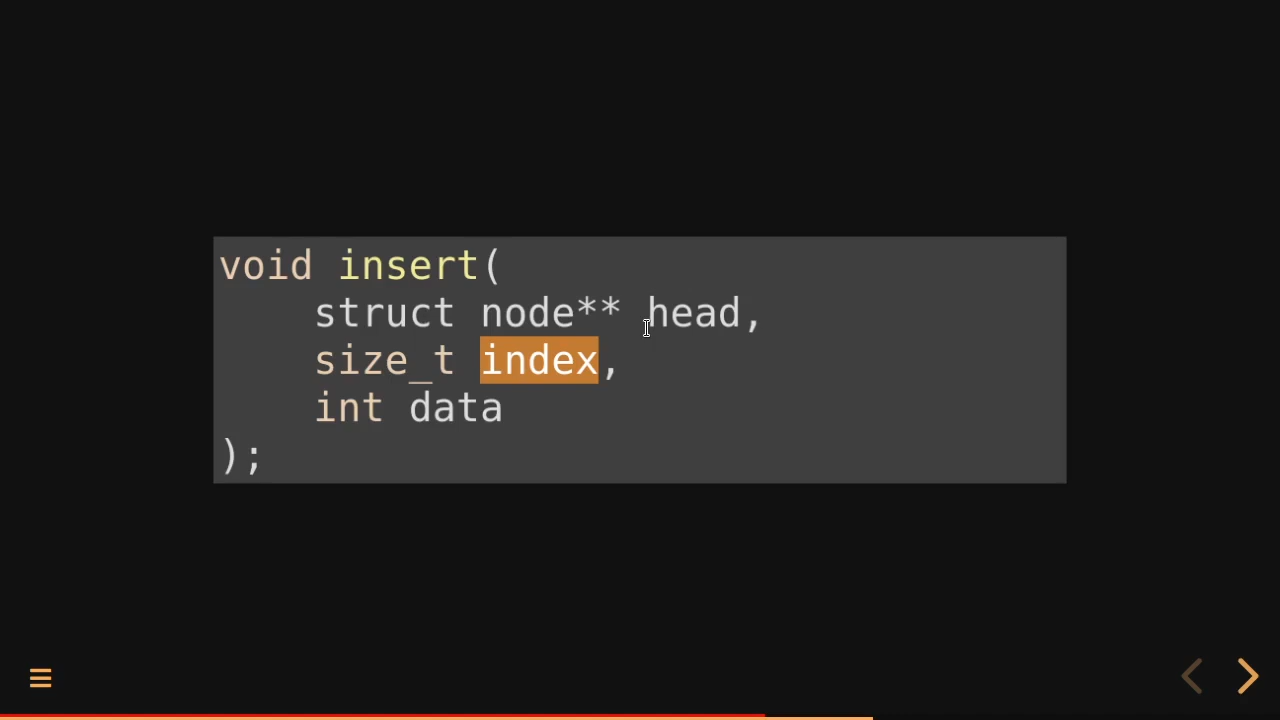 void insert(
    struct node** head,
    size_t index,
    int data
);